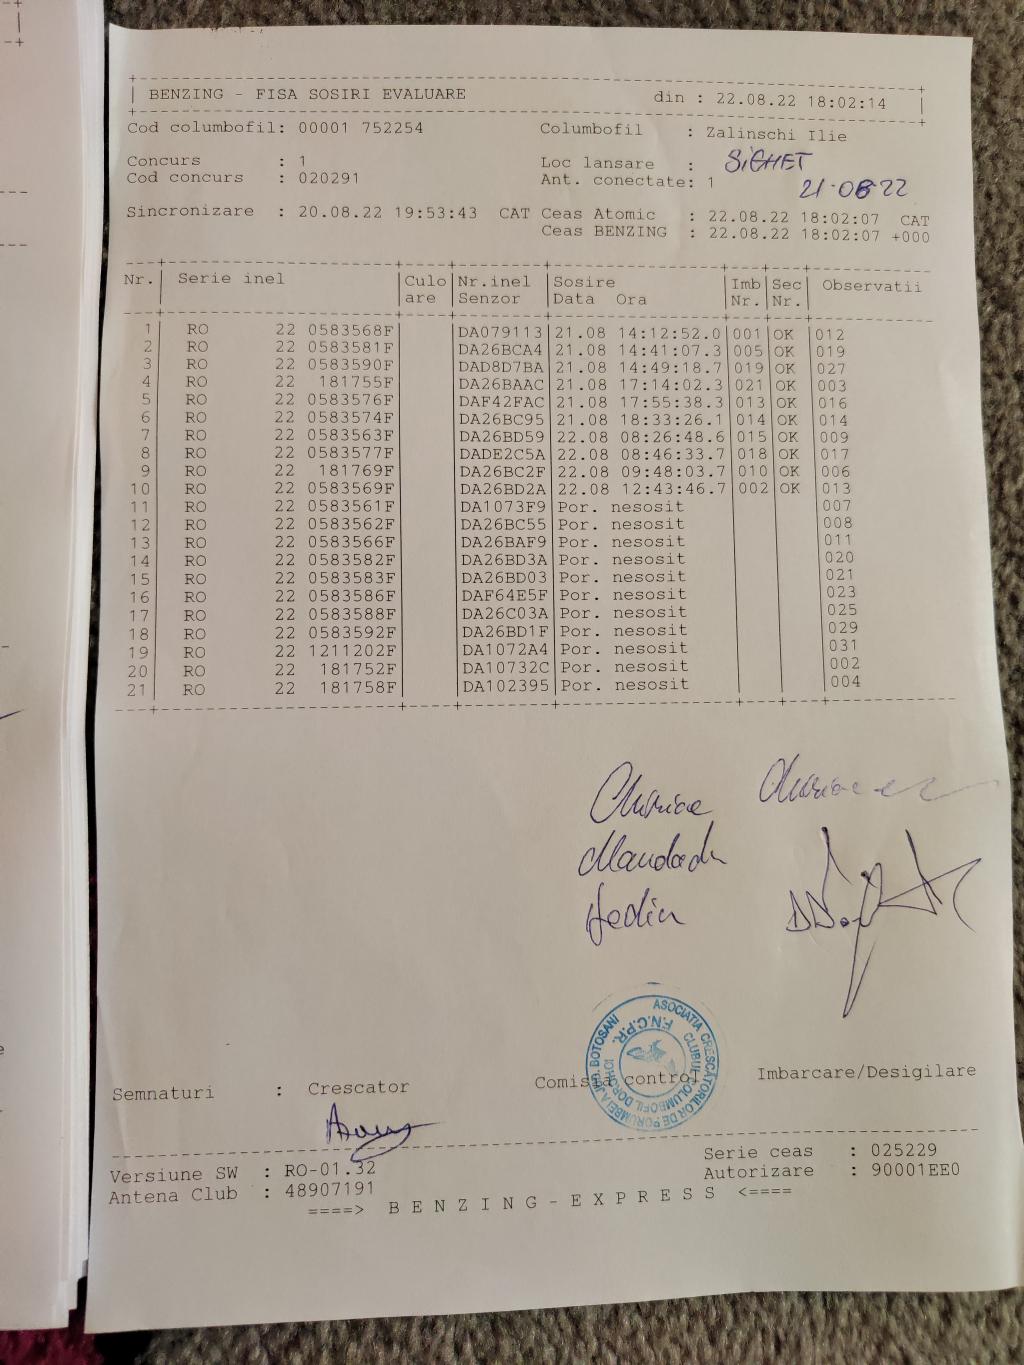 BENZING - FISA SOSIRI EVALUARE din : 22.08.22 18:02:14
Cod columbofil: 00001 752254 Columbofil : Zalinschi Ilie
Concurs : 1 Loc lansare : SIGHET
Cod concurs : 020291 Ant. conectate: 1 21-08-22
Sincronizare : 20.08.22 19:53:43 CAT Ceas Atomic : 22.08.22 18:02:07 CAT
Ceas BENZING : 22.08.22 18:02:07 +000
Nr. Serie inel Culo Nr.inel Sosire Imb Sec Observatii
are Senzor Data Ora Nr. Nr.
1 RO 22 0583568F DA079113 21.08 14:12:52.0 001 OK 012
2 RO 22 0583581F DA26BCA4 21.08 14:41:07.3 005 OK 019
3 RO 22 0583590F DAD8D7BA 21.08 14:49:18.7 019 OK 027
4 RO 22 181755F DA26BAAC 21.08 17:14:02.3 021 OK 003
5 RO 22 0583576F DAF42FAC 21.08 17:55:38.3 013 OK 016
6 RO 22 0583574F DA26BC95 21.08 18:33:26.1 014 OK 014
7 RO 22 0583563F DA26BD59 22.08 08:26:48.6 015 OK 009
8 RO 22 0583577F DADE2C5A 22.08 08:46:33.7 018 OK 017
9 RO 22 181769F DA26BC2F 22.08 09:48:03.7 010 OK 006
10 RO 22 0583569F DA26BD2A 22.08 12:43:46.7 002 OK 013
11 RO 22 0583561F DA1073F9 Por. nesosit 007
12 RO 22 0583562F DA26BC55 Por. nesosit 008
13 RO 22 0583566F DA26BAF9 Por. nesosit 011
14 RO 22 0583582F DA26BD3A Por. nesosit 020
15 RO 22 0583583F DA26BD03 Por. nesosit 021
16 RO 22 0583586F DAF64E5F Por. nesosit 023
17 RO 22 0583588F DA26C03A Por. nesosit 025
18 RO 22 0583592F DA26BD1F Por. nesosit 029
19 RO 22 1211202F DA1072A4 Por. nesosit 031
20 RO 22 181752F DA10732C Por. nesosit 002
21 RO 22 181758F DA102395 Por. nesosit 004
ASOCIATIA CRESCATORILOR DE PORUMBEI A JUD. BOTOSANI
F.N.C.P.R.
CLUBUL COLUMBOFIL DOROHOI
Semnaturi : Crescator Comisia control Imbarcare/Desigilare
Versiune SW : RO-01.32 Serie ceas : 025229
Antena Club : 48907191 Autorizare : 90001EE0
====> B E N Z I N G - E X P R E S S <====